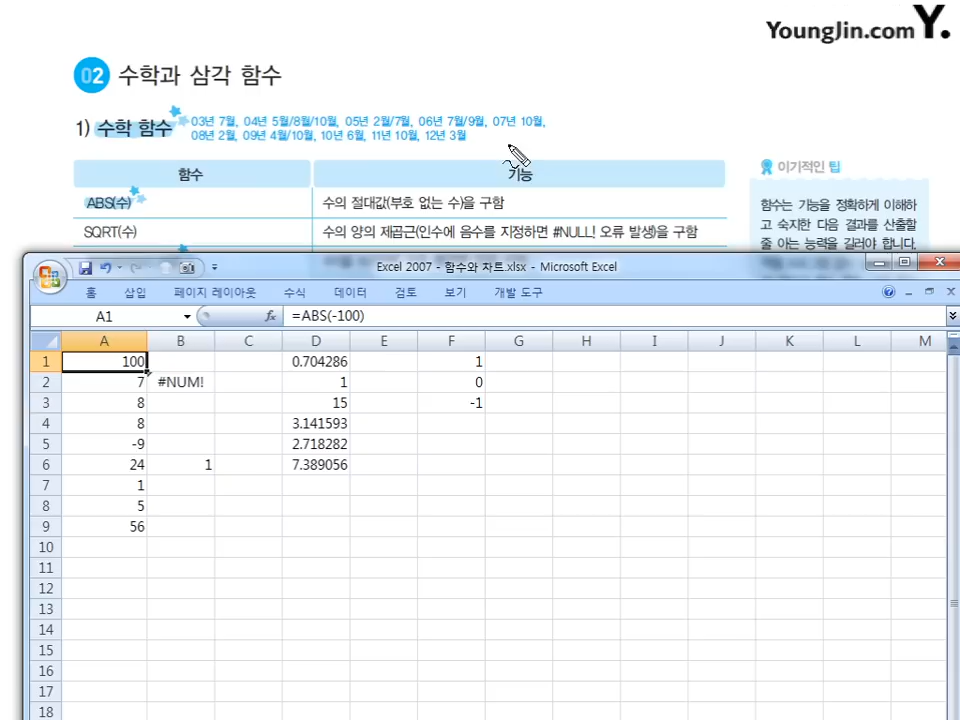 YoungJin.com Y.
02 수학과 삼각 함수
1) 수학 함수 03년 7월, 04년 5월/8월/10월, 05년 2월/7월, 06년 7월/9월, 07년 10월,
08년 2월, 09년 4월/10월, 10년 6월, 11년 10월, 12년 3월
함수 기능
이기적인 팁
ABS(수) 수의 절대값(부호 없는 수)을 구함
SQRT(수) 수의 양의 제곱근(인수에 음수를 지정하면 #NULL! 오류 발생)을 구함
함수는 기능을 정확하게 이해하
고 숙지한 다음 결과를 산출할
줄 아는 능력을 길러야 합니다.
Excel 2007 - 함수와 차트.xlsx - Microsoft Excel
홈 삽입 페이지 레이아웃 수식 데이터 검토 보기 개발 도구
A1 fx =ABS(-100)
A B C D E F G H I J K L M
1 100 0.704286 1
2 7 #NUM! 1 0
3 8 15 -1
4 8 3.141593
5 -9 2.718282
6 24 1 7.389056
7 1
8 5
9 56
10
11
12
13
14
15
16
17
18